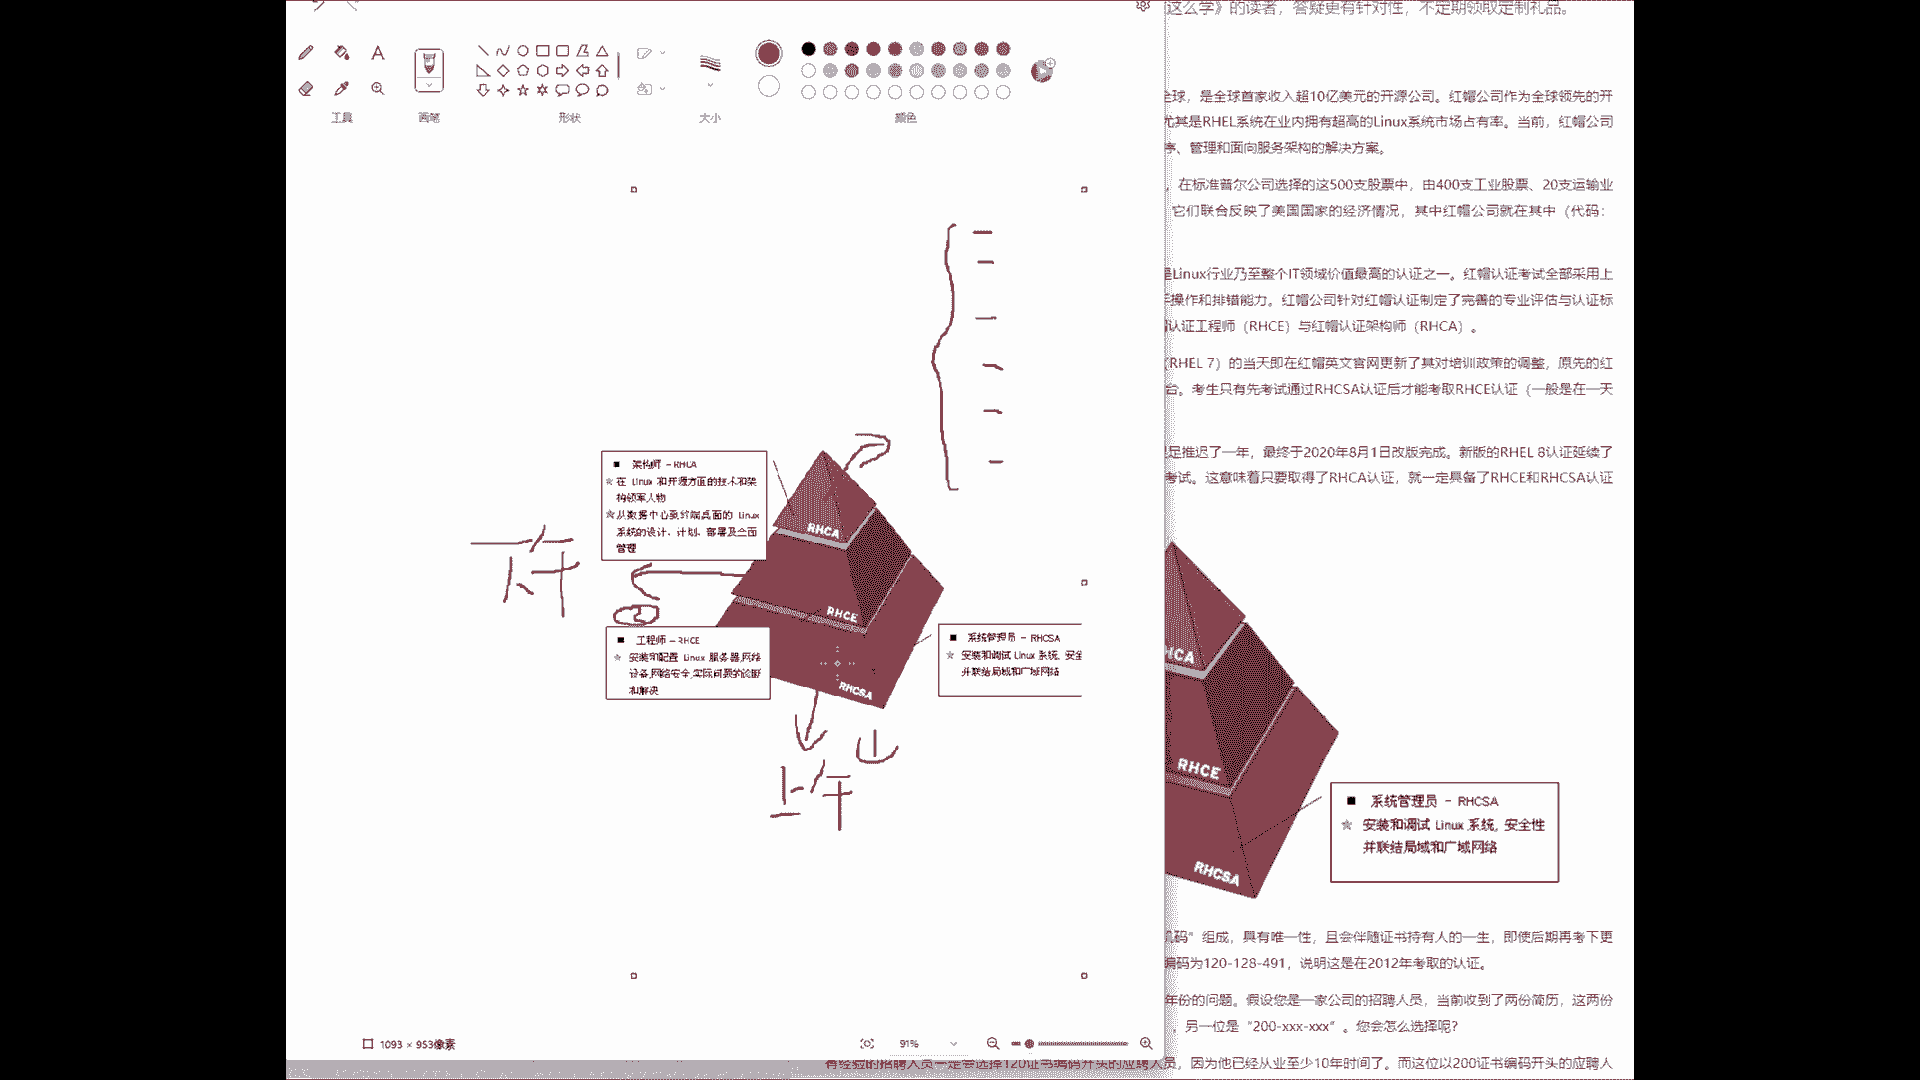 这么学》的读者，答疑更有针对性，不定期领取定制礼品。
工具
画笔
形状
大小
颜色
全球，是全球首家收入超10亿美元的开源公司。红帽公司作为全球领先的开
尤其是RHEL系统在业内拥有超高的Linux系统市场占有率。当前，红帽公司
序、管理和面向服务架构的解决方案。
，在标准普尔公司选择的这500支股票中，由400支工业股票、20支运输业
它们联合反映了美国国家的经济情况，其中红帽公司就在其中（代码：
是Linux行业乃至整个IT领域价值最高的认证之一。红帽认证考试全部采用上
操作和排错能力。红帽公司针对红帽认证制定了完善的专业评估与认证标
认证工程师（RHCE）与红帽认证架构师（RHCA）。
（RHEL 7）的当天即在红帽英文官网更新了其对培训政策的调整，原先的红
考生只有先考试通过RHCSA认证后才能考取RHCE认证（一般是在一天
足推迟了一年，最终于2020年8月1日改版完成。新版的RHEL 8认证延续了
考试。这意味着只要取得了RHCA认证，就一定具备了RHCE和RHCSA认证
■ 架构师 - RHCA
☆ 在 Linux 和开源方面的技术和架
构领军人物
☆ 从数据中心到终端桌面的 Linux
系统的设计、计划、部署及全面
管理
RHCA
RHCE
RHCSA
下午
②
■ 工程师 - RHCE
☆ 安装和配置 Linux 服务器,网络
设备,网络安全,实际问题的诊断
和解决
■ 系统管理员 - RHCSA
☆ 安装和调试 Linux 系统, 安全
并联结局域和广域网络
上午
HCA
RHCE
RHCSA
■ 系统管理员 - RHCSA
☆ 安装和调试 Linux 系统, 安全性
并联结局域和广域网络
码”组成，具有唯一性，且会伴随证书持有人的一生，即使后期再考下更
编码为120-128-491，说明这是在2012年考取的认证。
年份的问题。假设您是一家公司的招聘人员，当前收到了两份简历，这两份
，另一位是“200-xxx-xxx”。您会怎么选择呢？
1093 × 953像素
91%
有经验的招聘人员一定会选择120证书编码开头的应聘人员，因为他已经从业至少10年时间了。而这位以200证书编码开头的应聘人